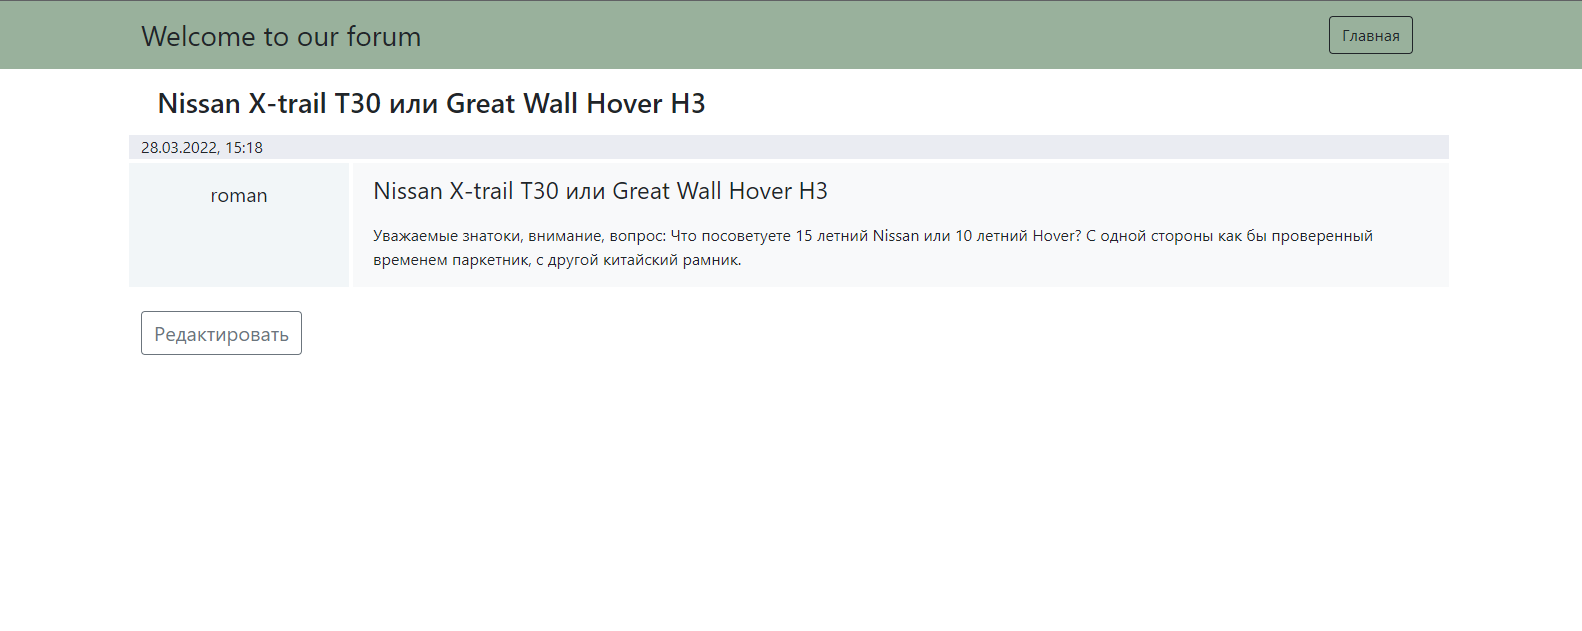 Welcome to our forum
Главная
Nissan X-trail T30 или Great Wall Hover H3
28.03.2022, 15:18
roman
Nissan X-trail T30 или Great Wall Hover H3
Уважаемые знатоки, внимание, вопрос: Что посоветуете 15 летний Nissan или 10 летний Hover? С одной стороны как бы проверенный
временем паркетник, с другой китайский рамник.
Редактировать